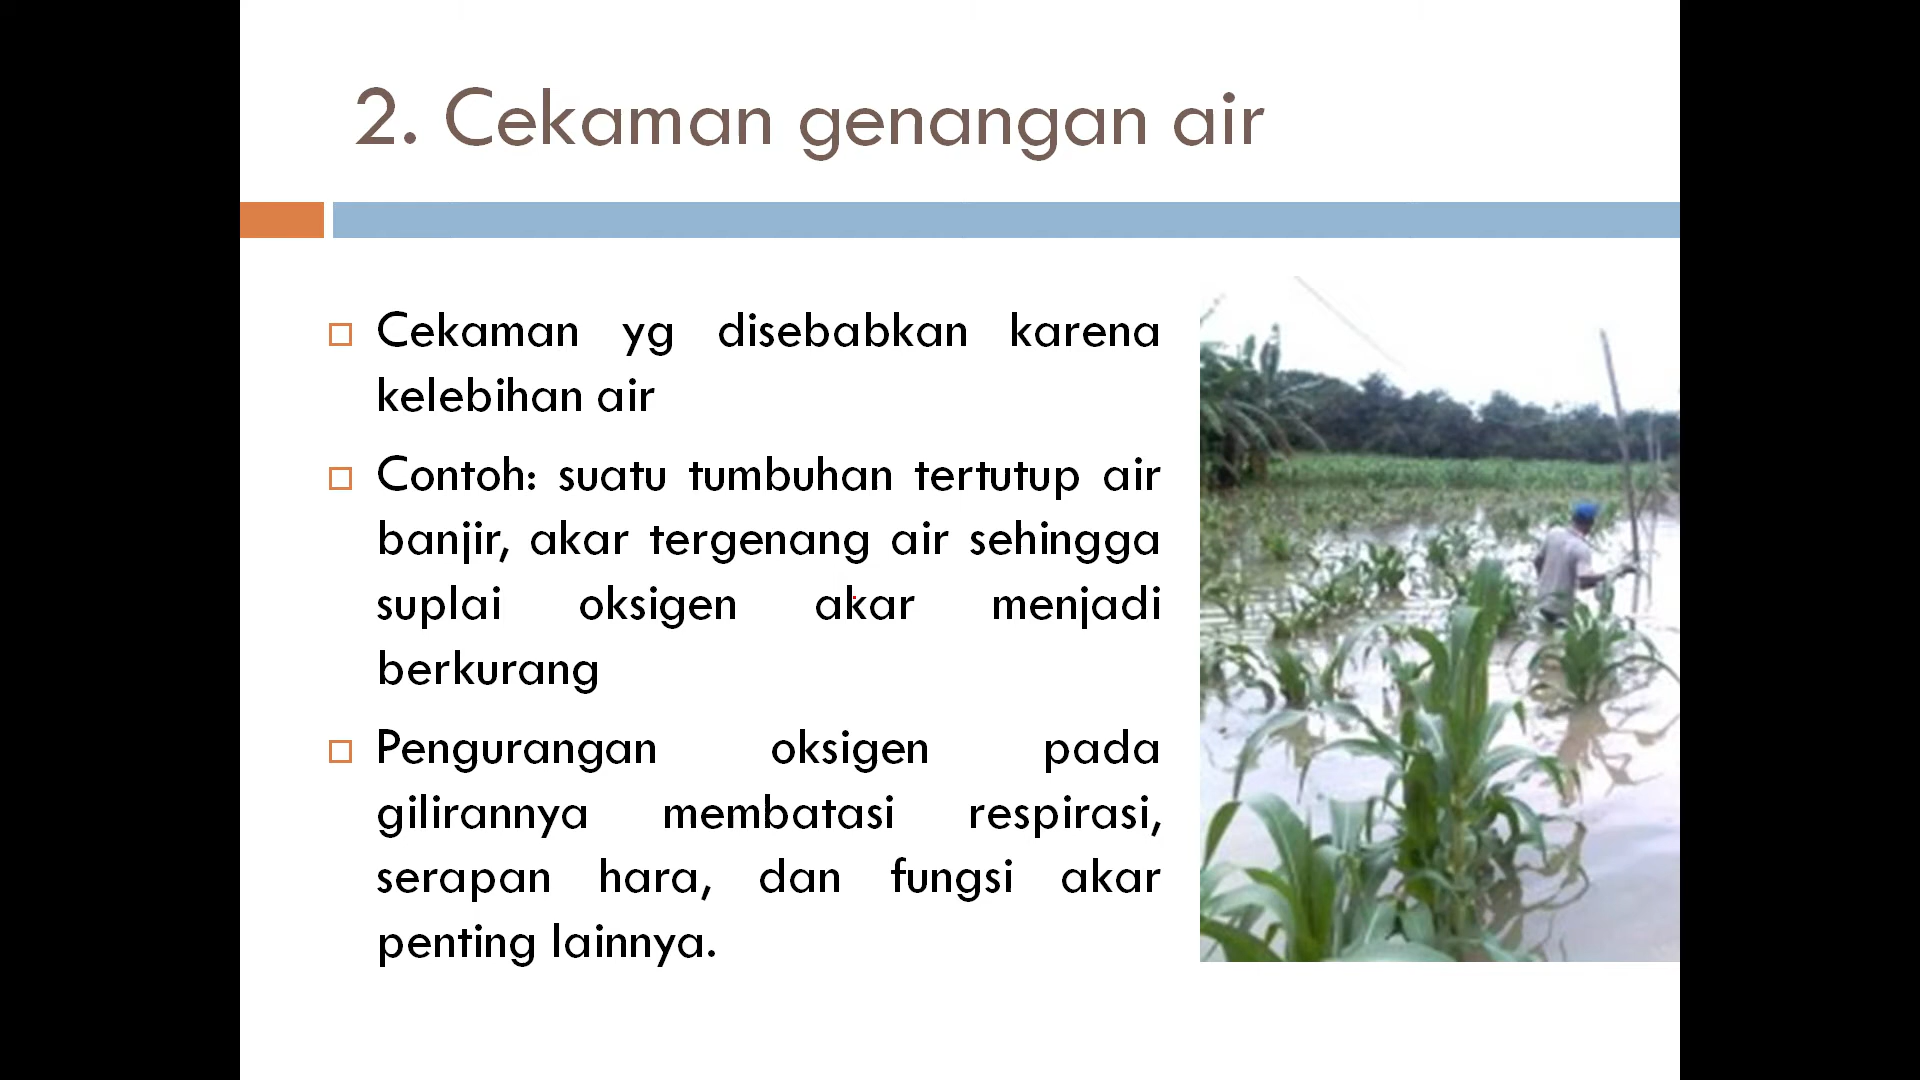 2. Cekaman genangan air
Cekaman yg disebabkan karena
kelebihan air
Contoh: suatu tumbuhan tertutup air
banjir, akar tergenang air sehingga
suplai oksigen akar menjadi
berkurang
Pengurangan oksigen pada
gilirannya membatasi respirasi,
serapan hara, dan fungsi akar
penting lainnya.